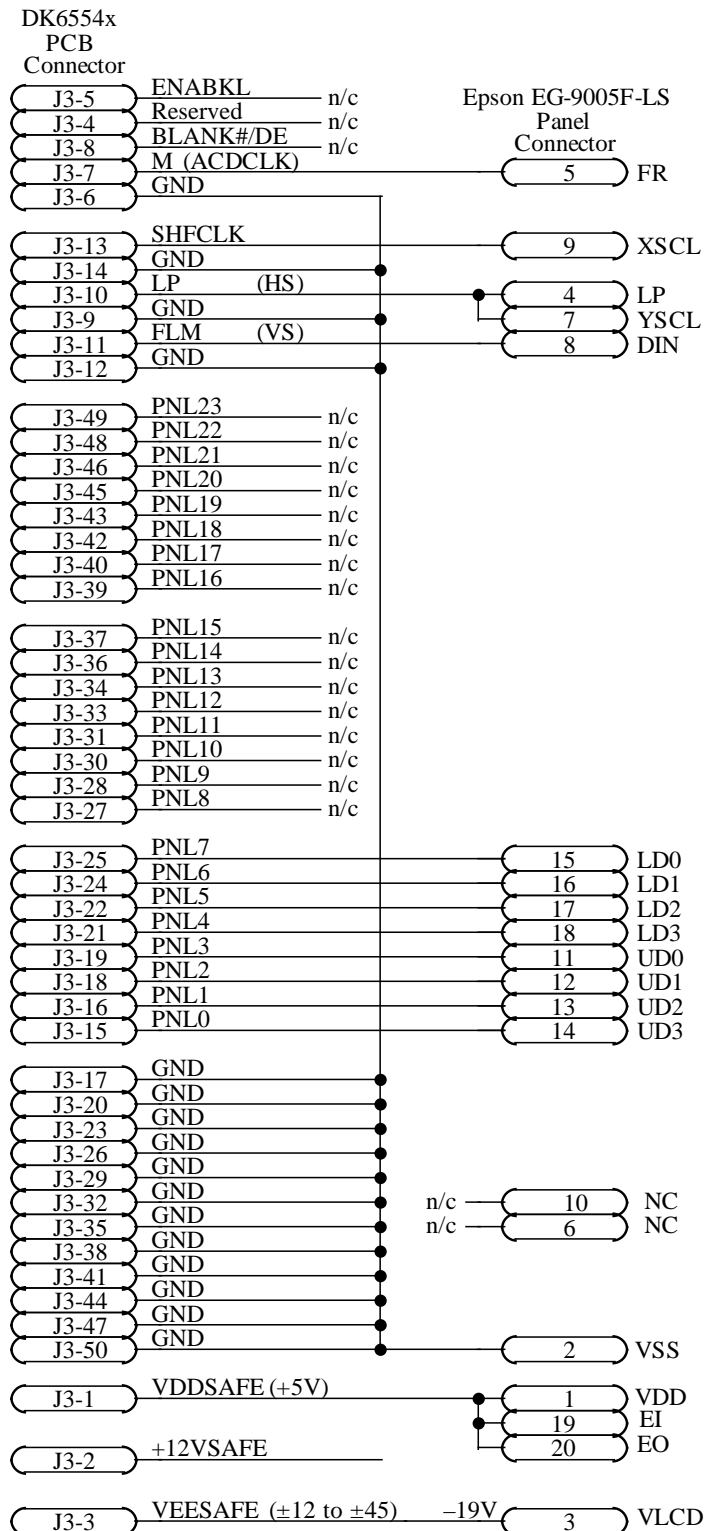 DK6554x
PCB
Connector
Epson EG-9005F-LS
Panel
Connector
J3-5 ENABKL n/c
J3-4 Reserved n/c
J3-8 BLANK#/DE n/c
J3-7 M (ACDCLK) 5 FR
J3-6 GND
J3-13 SHFCLK 9 XSCL
J3-14 GND
J3-10 LP (HS) 4 LP
J3-9 GND 7 YSCL
J3-11 FLM (VS) 8 DIN
J3-12 GND
J3-49 PNL23 n/c
J3-48 PNL22 n/c
J3-46 PNL21 n/c
J3-45 PNL20 n/c
J3-43 PNL19 n/c
J3-42 PNL18 n/c
J3-40 PNL17 n/c
J3-39 PNL16 n/c
J3-37 PNL15 n/c
J3-36 PNL14 n/c
J3-34 PNL13 n/c
J3-33 PNL12 n/c
J3-31 PNL11 n/c
J3-30 PNL10 n/c
J3-28 PNL9 n/c
J3-27 PNL8 n/c
J3-25 PNL7 15 LD0
J3-24 PNL6 16 LD1
J3-22 PNL5 17 LD2
J3-21 PNL4 18 LD3
J3-19 PNL3 11 UD0
J3-18 PNL2 12 UD1
J3-16 PNL1 13 UD2
J3-15 PNL0 14 UD3
J3-17 GND
J3-20 GND
J3-23 GND
J3-26 GND
J3-29 GND
J3-32 GND n/c 10 NC
J3-35 GND n/c 6 NC
J3-38 GND
J3-41 GND
J3-44 GND
J3-47 GND
J3-50 GND 2 VSS
J3-1 VDDSAFE (+5V) 1 VDD
19 EI
20 EO
J3-2 +12VSAFE
J3-3 VEESAFE (±12 to ±45) –19V 3 VLCD